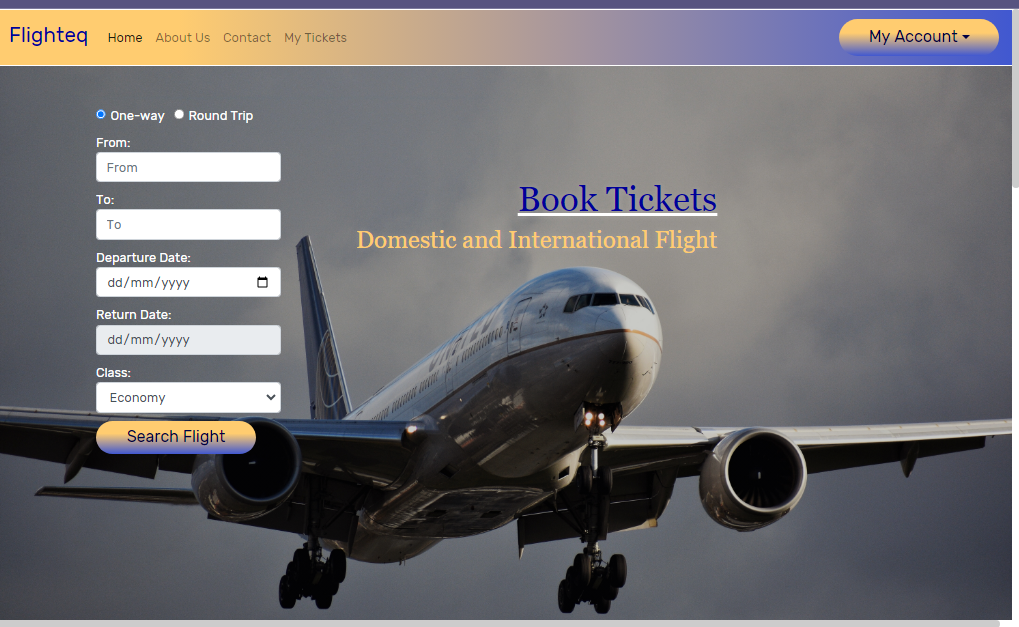 Flighteq
Home About Us Contact My Tickets
My Account
One-way Round Trip
From:
From
To:
To
Departure Date:
dd/mm/yyyy
Return Date:
dd/mm/yyyy
Class:
Economy
Search Flight
Book Tickets
Domestic and International Flight
UNITED